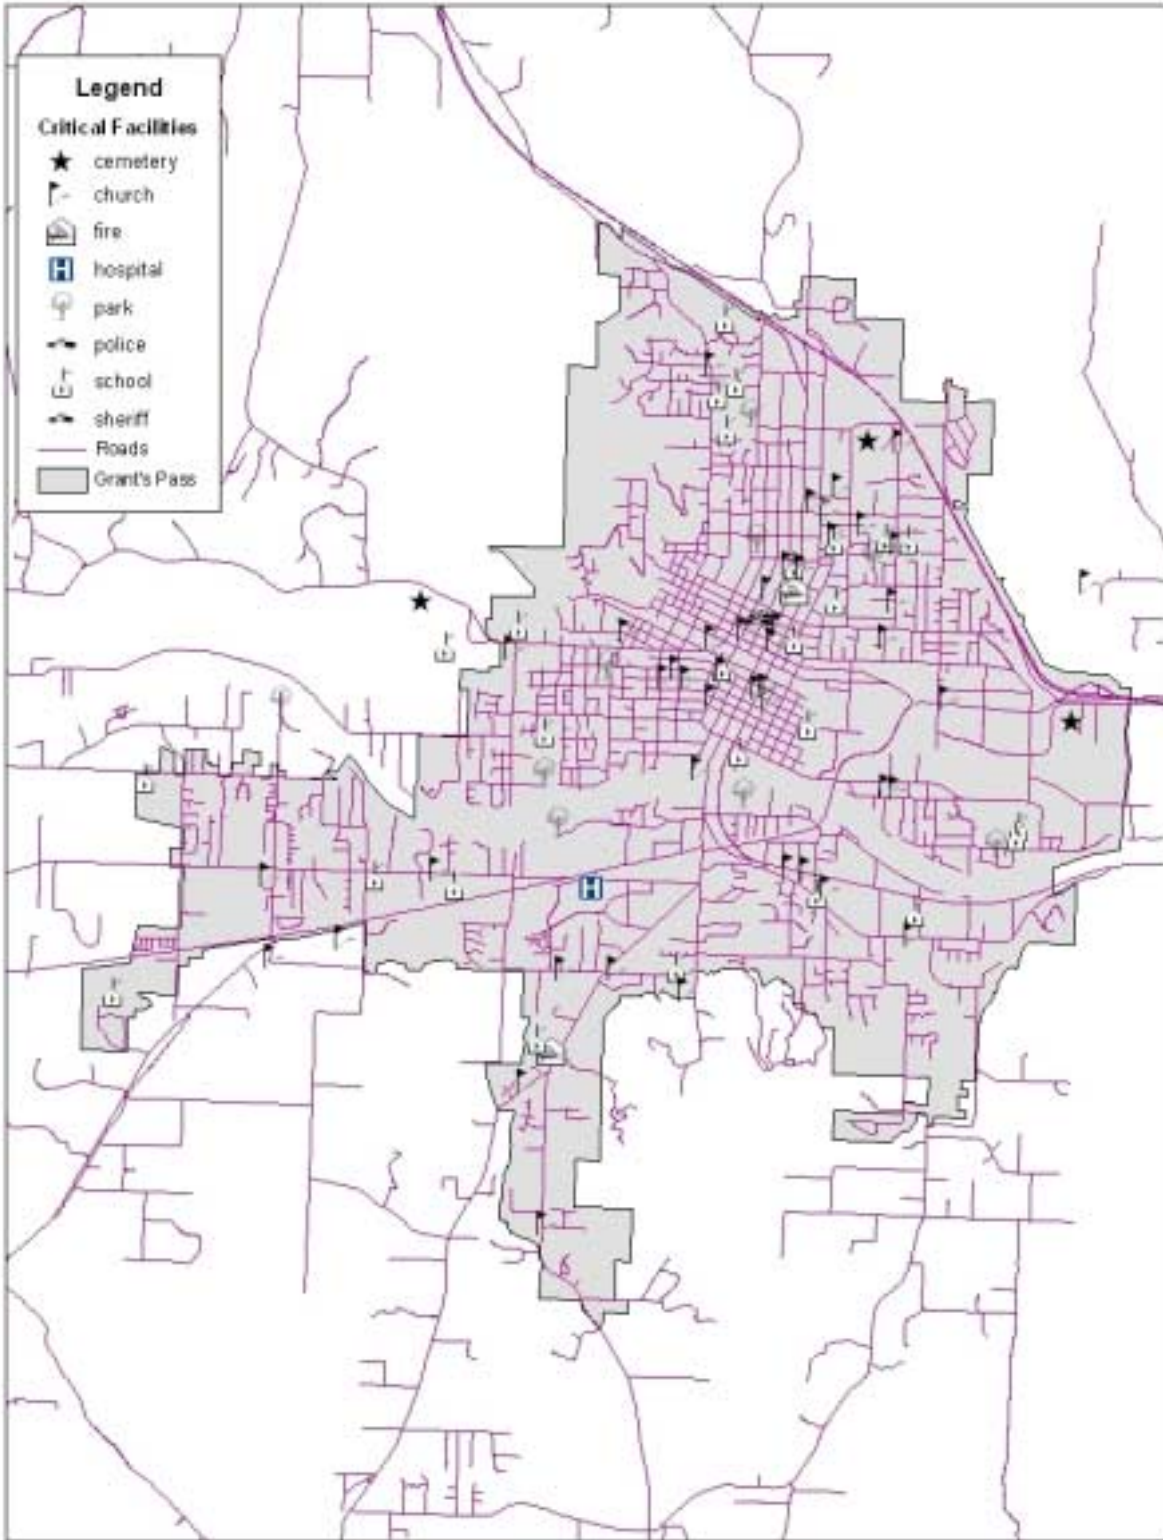 Legend
Critical Facilities
cemetery
church
fire
H hospital
park
police
school
sheriff
Roads
Grant's Pass
H